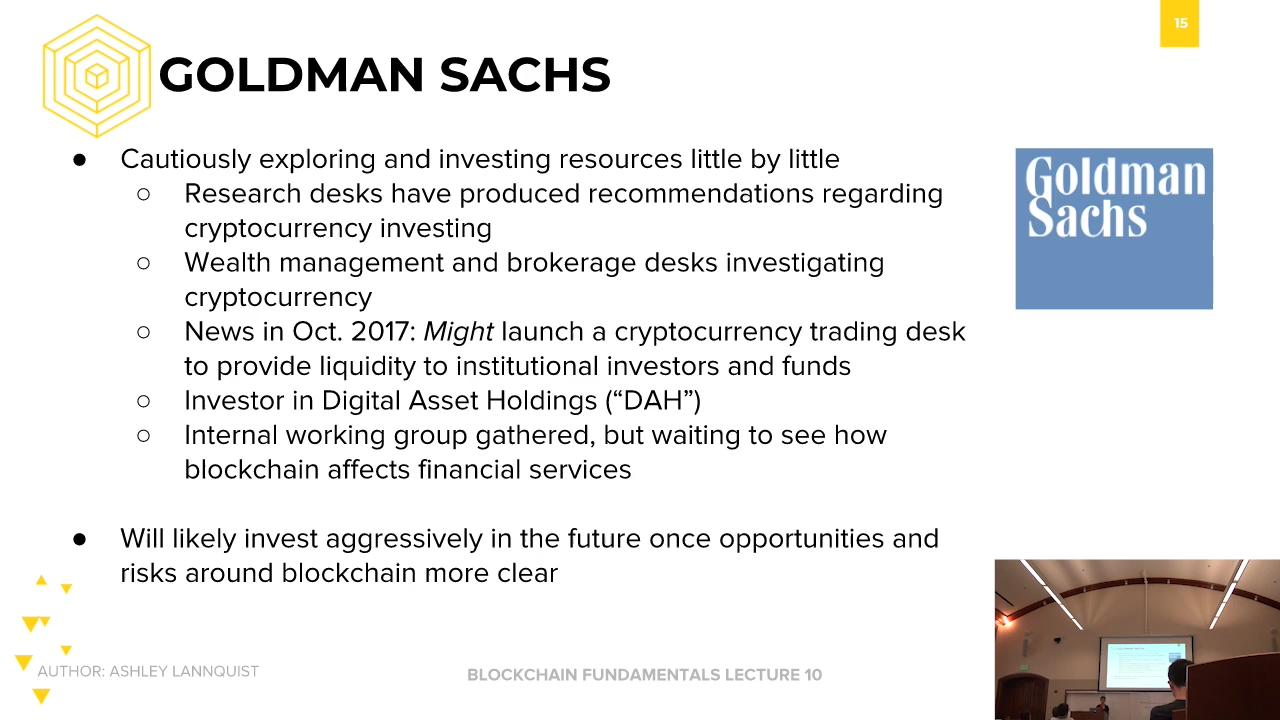 15
GOLDMAN SACHS
● Cautiously exploring and investing resources little by little
○ Research desks have produced recommendations regarding
cryptocurrency investing
○ Wealth management and brokerage desks investigating
cryptocurrency
○ News in Oct. 2017: Might launch a cryptocurrency trading desk
to provide liquidity to institutional investors and funds
○ Investor in Digital Asset Holdings (“DAH”)
○ Internal working group gathered, but waiting to see how
blockchain affects financial services
● Will likely invest aggressively in the future once opportunities and
risks around blockchain more clear
Goldman
Sachs
AUTHOR: ASHLEY LANNQUIST
BLOCKCHAIN FUNDAMENTALS LECTURE 10